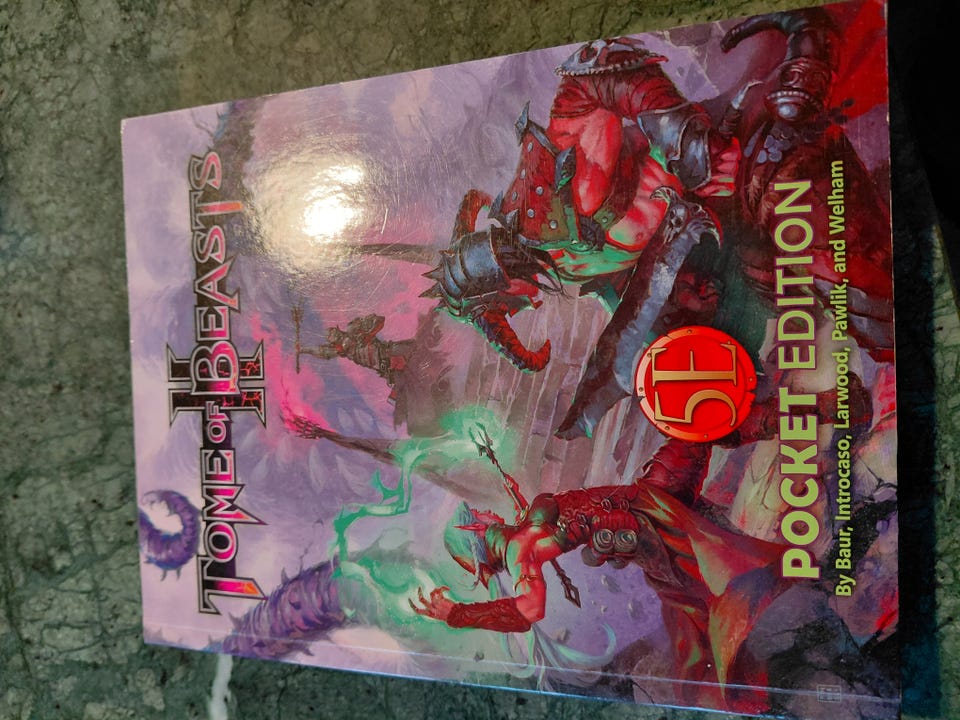 TOME OF BEASTS
II
5E
POCKET EDITION
By Baur, Introcaso, Larwood, Pawlik, and Welham